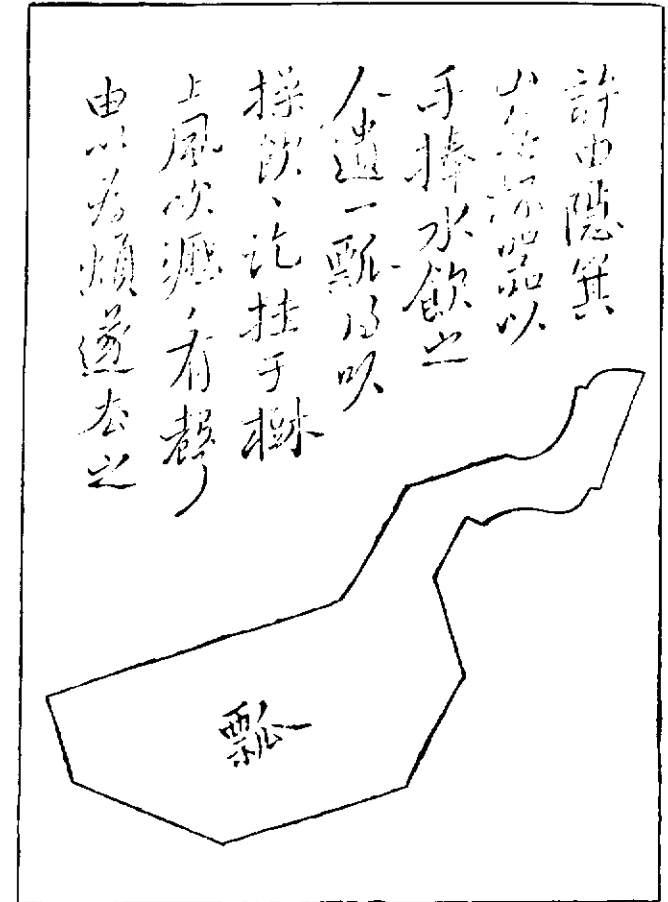 許由隱箕
山無杯器以
手捧水飲之
人遺一瓢得以
操飲、訖挂于樹
上風吹瀝、有聲
由以為煩遂去之
瓢